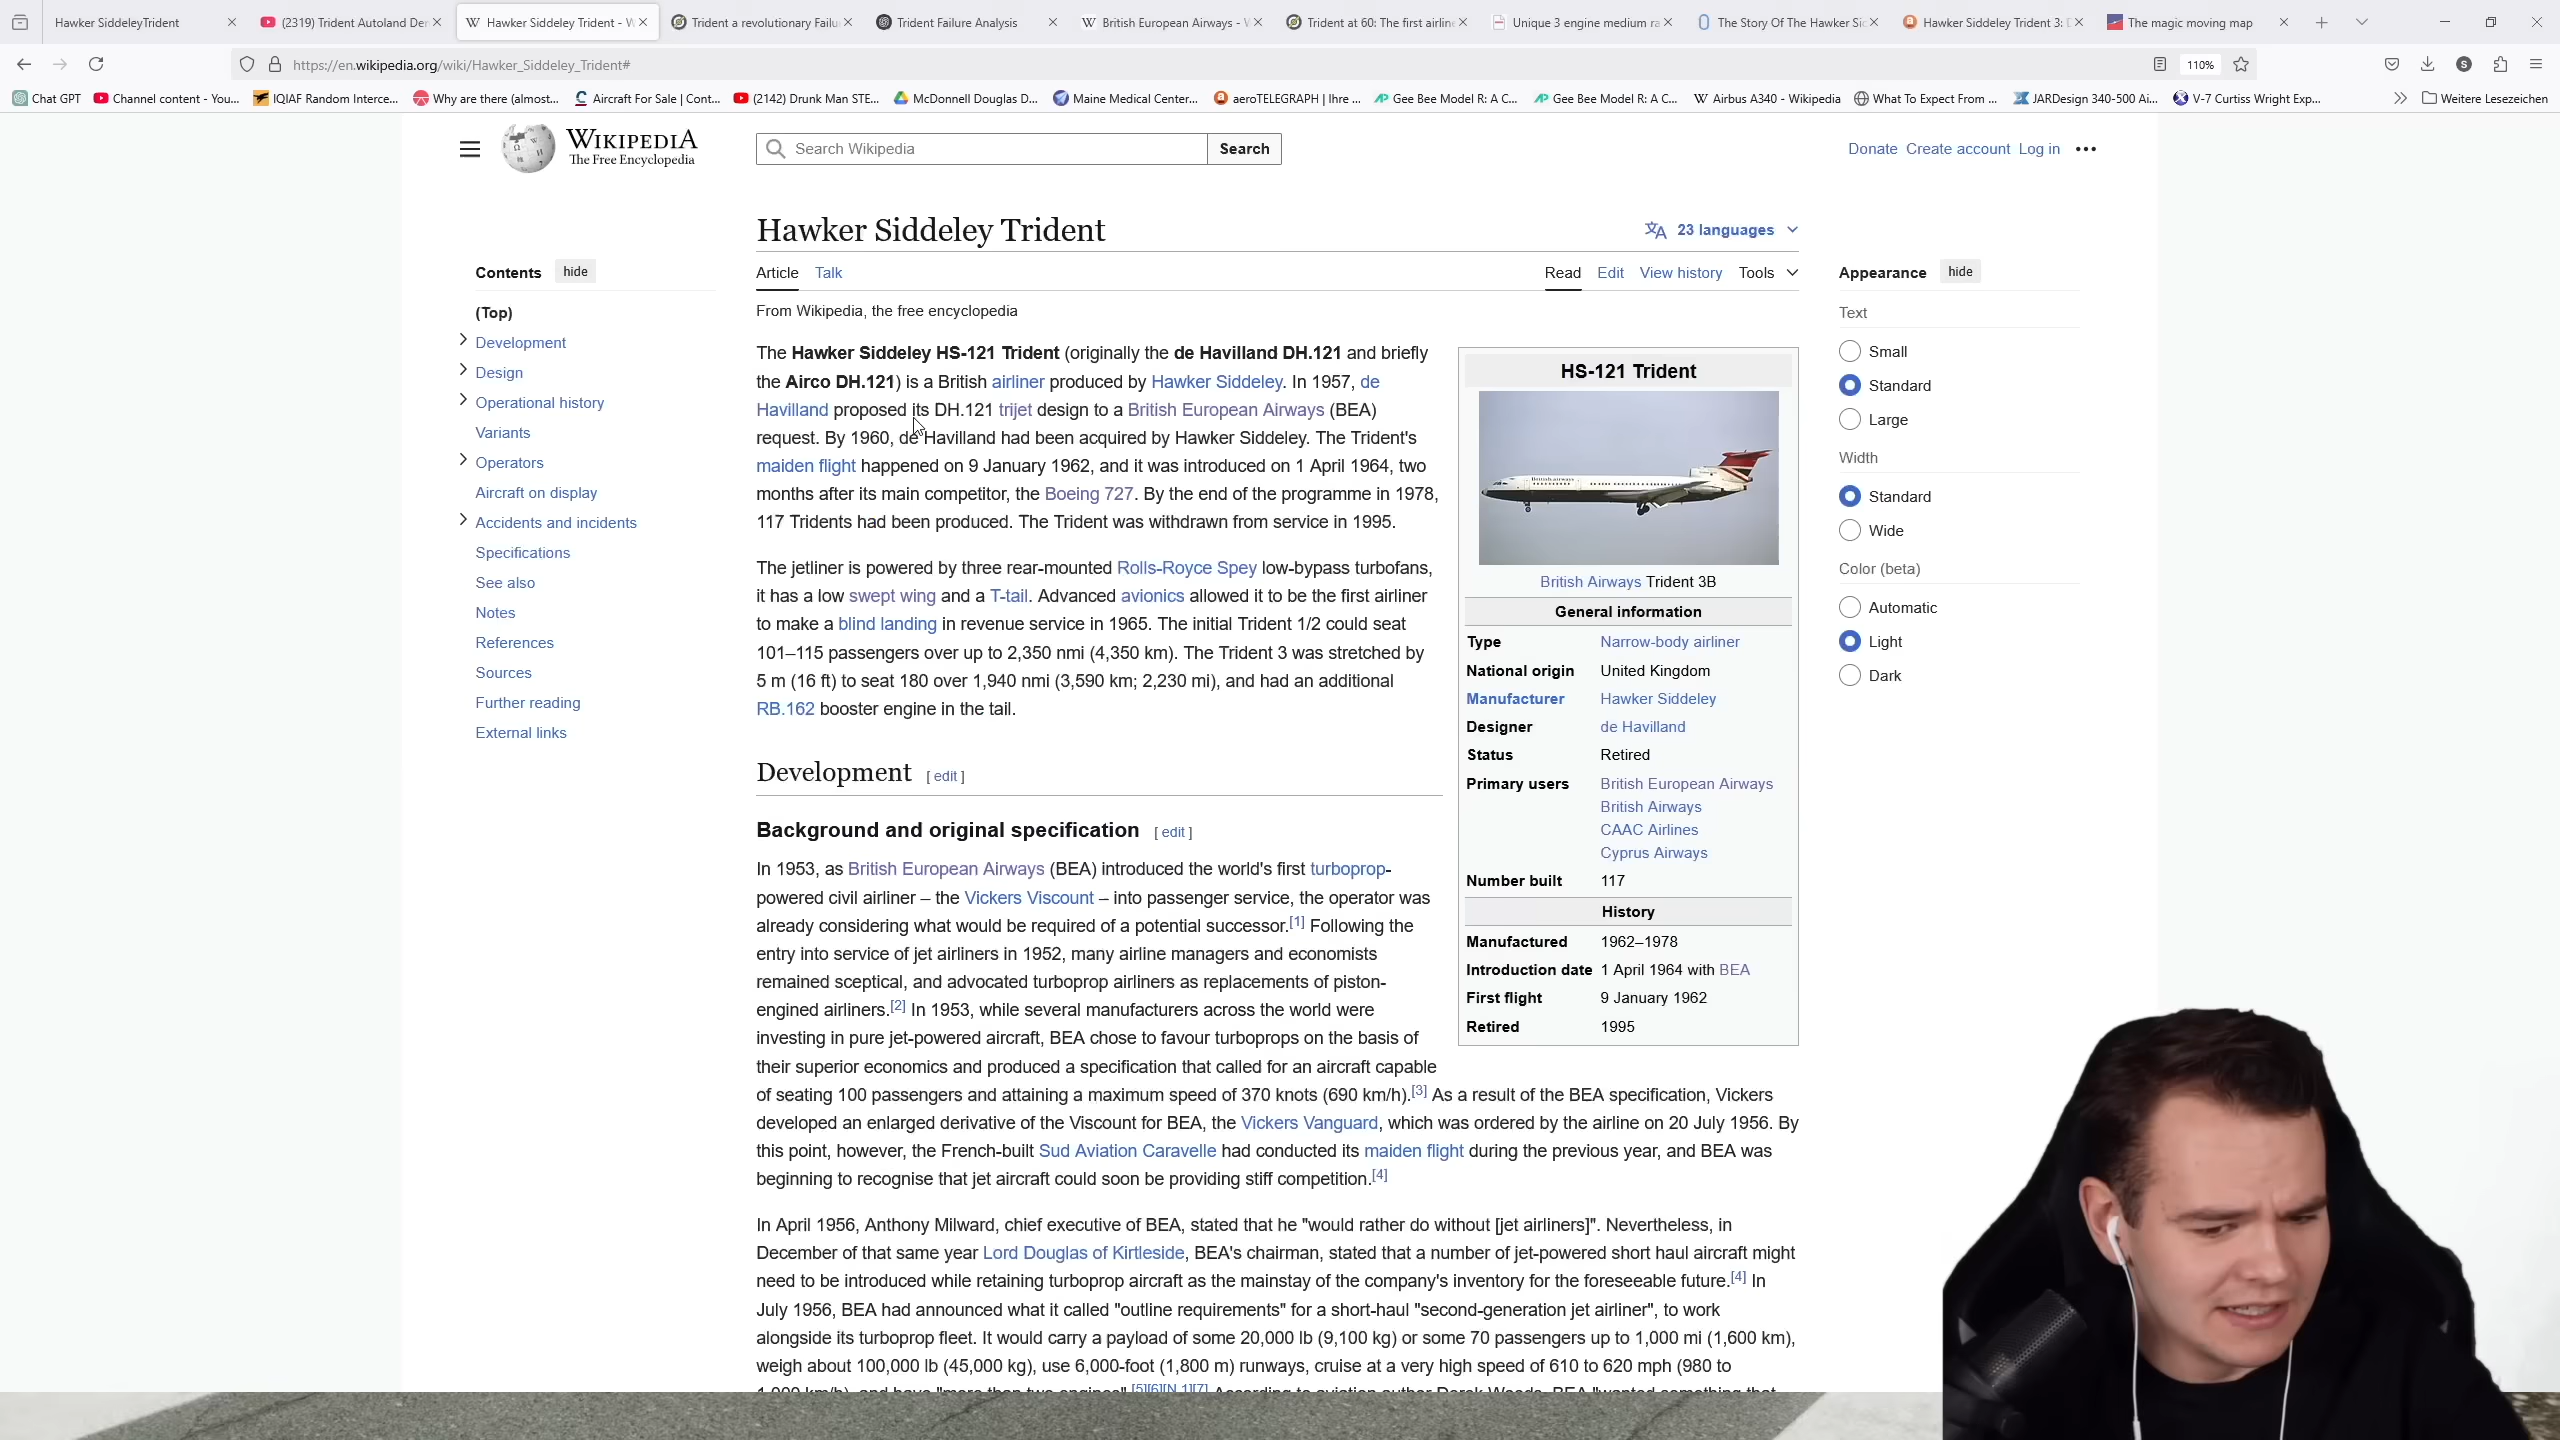 Hawker SiddeleyTrident
(2319) Trident Autoland Der
Hawker Siddeley Trident - W
Trident a revolutionary Failu
Trident Failure Analysis
British European Airways - W
Trident at 60: The first airline
Unique 3 engine medium ra
The Story Of The Hawker Sid
Hawker Siddeley Trident 3: D
The magic moving map
https://en.wikipedia.org/wiki/Hawker_Siddeley_Trident#
110%
S
Chat GPT
Channel content - You...
IQIAF Random Interce...
Why are there (almost...
Aircraft For Sale | Cont...
(2142) Drunk Man STE...
McDonnell Douglas D...
Maine Medical Center...
aeroTELEGRAPH | Ihre ...
Gee Bee Model R: A C...
Gee Bee Model R: A C...
Airbus A340 - Wikipedia
What To Expect From ...
JARDesign 340-500 Ai...
V-7 Curtiss Wright Exp...
Weitere Lesezeichen
WIKIPEDIA
The Free Encyclopedia
Search Wikipedia
Search
Donate Create account Log in
Hawker Siddeley Trident
23 languages
Contents hide
(Top)
Development
Design
Operational history
Variants
Operators
Aircraft on display
Accidents and incidents
Specifications
See also
Notes
References
Sources
Further reading
External links
Article Talk
Read Edit View history Tools
From Wikipedia, the free encyclopedia
The Hawker Siddeley HS-121 Trident (originally the de Havilland DH.121 and briefly
the Airco DH.121) is a British airliner produced by Hawker Siddeley. In 1957, de
Havilland proposed its DH.121 trijet design to a British European Airways (BEA)
request. By 1960, de Havilland had been acquired by Hawker Siddeley. The Trident's
maiden flight happened on 9 January 1962, and it was introduced on 1 April 1964, two
months after its main competitor, the Boeing 727. By the end of the programme in 1978,
117 Tridents had been produced. The Trident was withdrawn from service in 1995.
The jetliner is powered by three rear-mounted Rolls-Royce Spey low-bypass turbofans,
it has a low swept wing and a T-tail. Advanced avionics allowed it to be the first airliner
to make a blind landing in revenue service in 1965. The initial Trident 1/2 could seat
101–115 passengers over up to 2,350 nmi (4,350 km). The Trident 3 was stretched by
5 m (16 ft) to seat 180 over 1,940 nmi (3,590 km; 2,230 mi), and had an additional
RB.162 booster engine in the tail.
HS-121 Trident
British Airways Trident 3B
General information
Type Narrow-body airliner
National origin United Kingdom
Manufacturer Hawker Siddeley
Designer de Havilland
Status Retired
Primary users British European Airways
British Airways
CAAC Airlines
Cyprus Airways
Number built 117
History
Manufactured 1962–1978
Introduction date 1 April 1964 with BEA
First flight 9 January 1962
Retired 1995
Development [ edit ]
Background and original specification [ edit ]
In 1953, as British European Airways (BEA) introduced the world's first turboprop-
powered civil airliner – the Vickers Viscount – into passenger service, the operator was
already considering what would be required of a potential successor.[1] Following the
entry into service of jet airliners in 1952, many airline managers and economists
remained sceptical, and advocated turboprop airliners as replacements of piston-
engined airliners.[2] In 1953, while several manufacturers across the world were
investing in pure jet-powered aircraft, BEA chose to favour turboprops on the basis of
their superior economics and produced a specification that called for an aircraft capable
of seating 100 passengers and attaining a maximum speed of 370 knots (690 km/h).[3] As a result of the BEA specification, Vickers
developed an enlarged derivative of the Viscount for BEA, the Vickers Vanguard, which was ordered by the airline on 20 July 1956. By
this point, however, the French-built Sud Aviation Caravelle had conducted its maiden flight during the previous year, and BEA was
beginning to recognise that jet aircraft could soon be providing stiff competition.[4]
In April 1956, Anthony Milward, chief executive of BEA, stated that he "would rather do without [jet airliners]". Nevertheless, in
December of that same year Lord Douglas of Kirtleside, BEA's chairman, stated that a number of jet-powered short haul aircraft might
need to be introduced while retaining turboprop aircraft as the mainstay of the company's inventory for the foreseeable future.[4] In
July 1956, BEA had announced what it called "outline requirements" for a short-haul "second-generation jet airliner", to work
alongside its turboprop fleet. It would carry a payload of some 20,000 lb (9,100 kg) or some 70 passengers up to 1,000 mi (1,600 km),
weigh about 100,000 lb (45,000 kg), use 6,000-foot (1,800 m) runways, cruise at a very high speed of 610 to 620 mph (980 to
1,000 km/h), and have "more than two engines".[5][6][N 1][7] According to aviation author Derek Woods, BEA "wanted something that
Appearance hide
Text
Small
Standard
Large
Width
Standard
Wide
Color (beta)
Automatic
Light
Dark